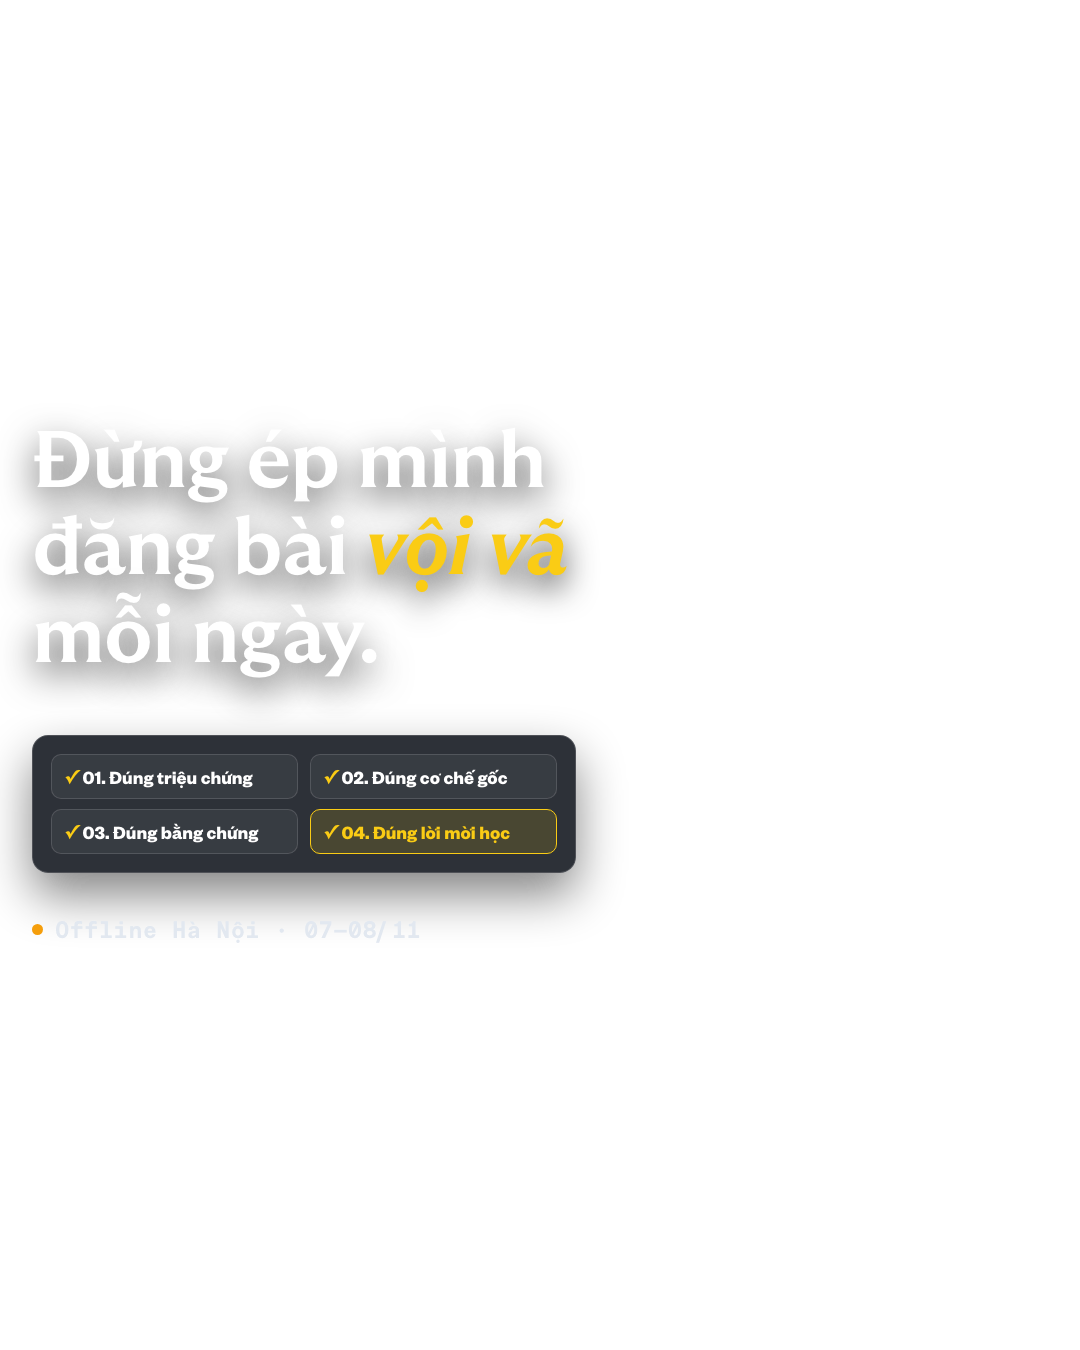 Đừng ép mình
đăng bài vội vã
mỗi ngày.
✓01. Đúng triệu chứng
✓02. Đúng cơ chế gốc
✓03. Đúng bằng chứng
✓04. Đúng lời mời học
Offline Hà Nội · 07–08/11